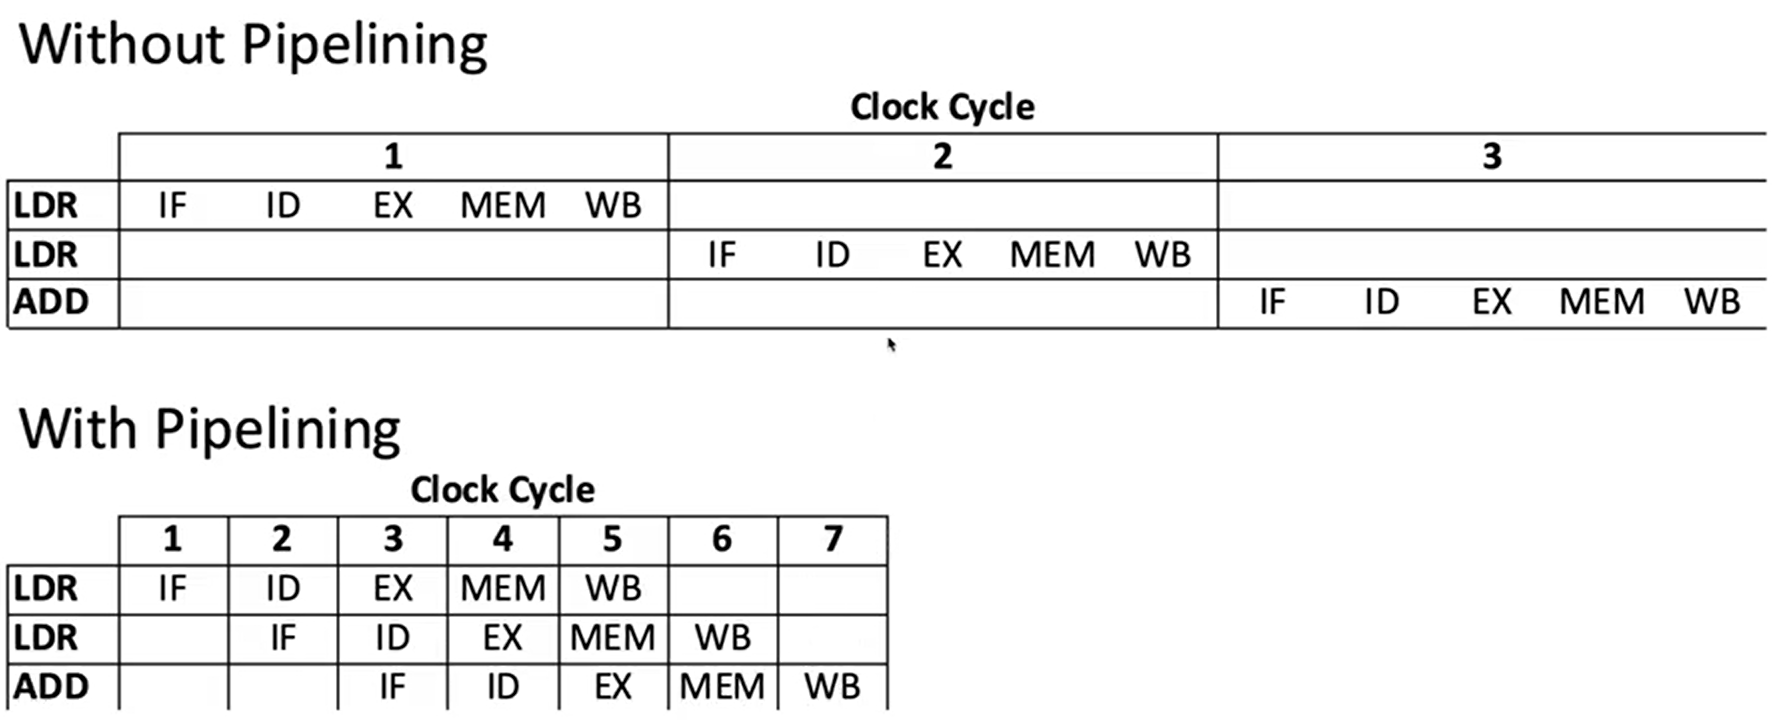 Without Pipelining
Clock Cycle
1 2 3
LDR IF ID EX MEM WB
LDR IF ID EX MEM WB
ADD IF ID EX MEM WB
With Pipelining
Clock Cycle
1 2 3 4 5 6 7
LDR IF ID EX MEM WB
LDR IF ID EX MEM WB
ADD IF ID EX MEM WB